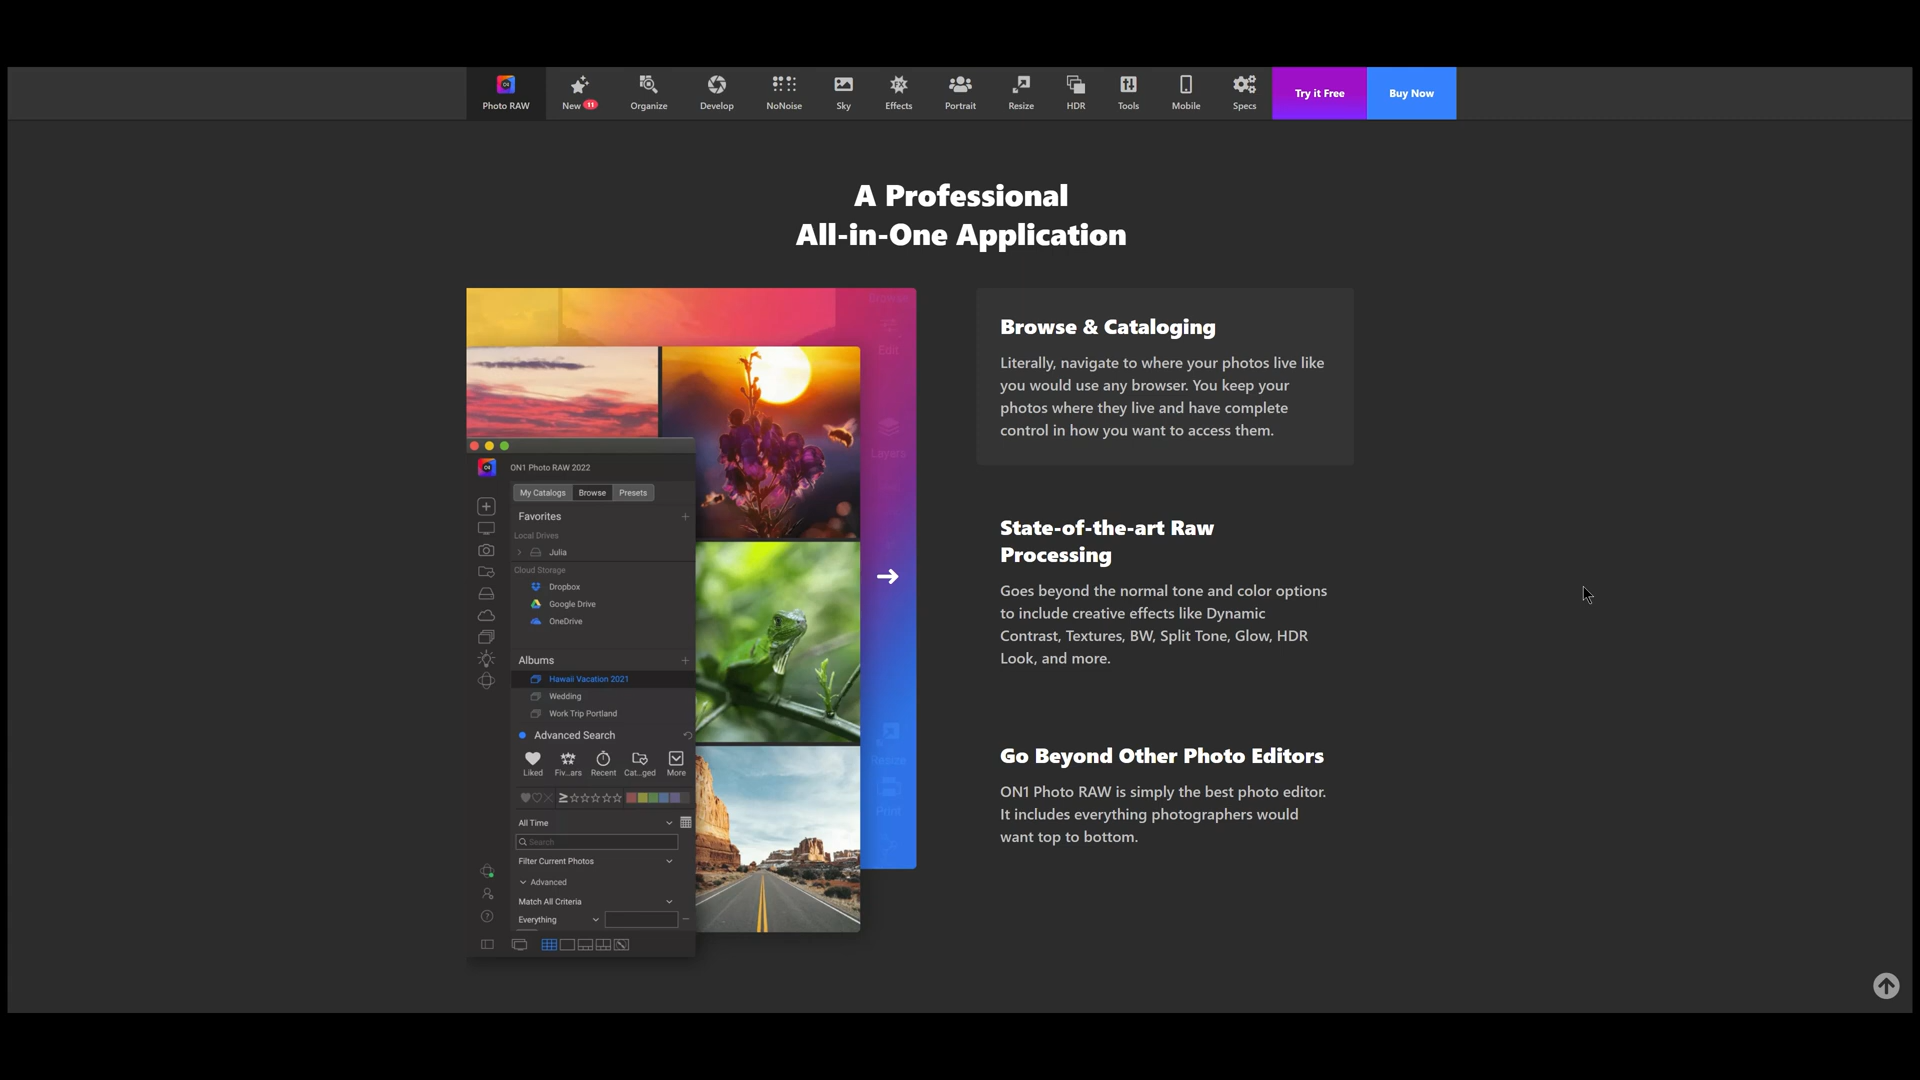 Photo RAW
New 11
Organize
Develop
NoNoise
Sky
Effects
Portrait
Resize
HDR
Tools
Mobile
Specs
Try it Free
Buy Now
A Professional
All-in-One Application
Edit
Layers
Resize
Print
ON1 Photo RAW 2022
My Catalogs Browse Presets
Favorites
Local Drives
Julia
Cloud Storage
Dropbox
Google Drive
OneDrive
Albums
Hawaii Vacation 2021
Wedding
Work Trip Portland
Advanced Search
Liked Fiv...ars Recent Cat...ged More
All Time
Search
Filter Current Photos
Advanced
Match All Criteria
Everything
Browse & Cataloging
Literally, navigate to where your photos live like
you would use any browser. You keep your
photos where they live and have complete
control in how you want to access them.
State-of-the-art Raw
Processing
Goes beyond the normal tone and color options
to include creative effects like Dynamic
Contrast, Textures, BW, Split Tone, Glow, HDR
Look, and more.
Go Beyond Other Photo Editors
ON1 Photo RAW is simply the best photo editor.
It includes everything photographers would
want top to bottom.